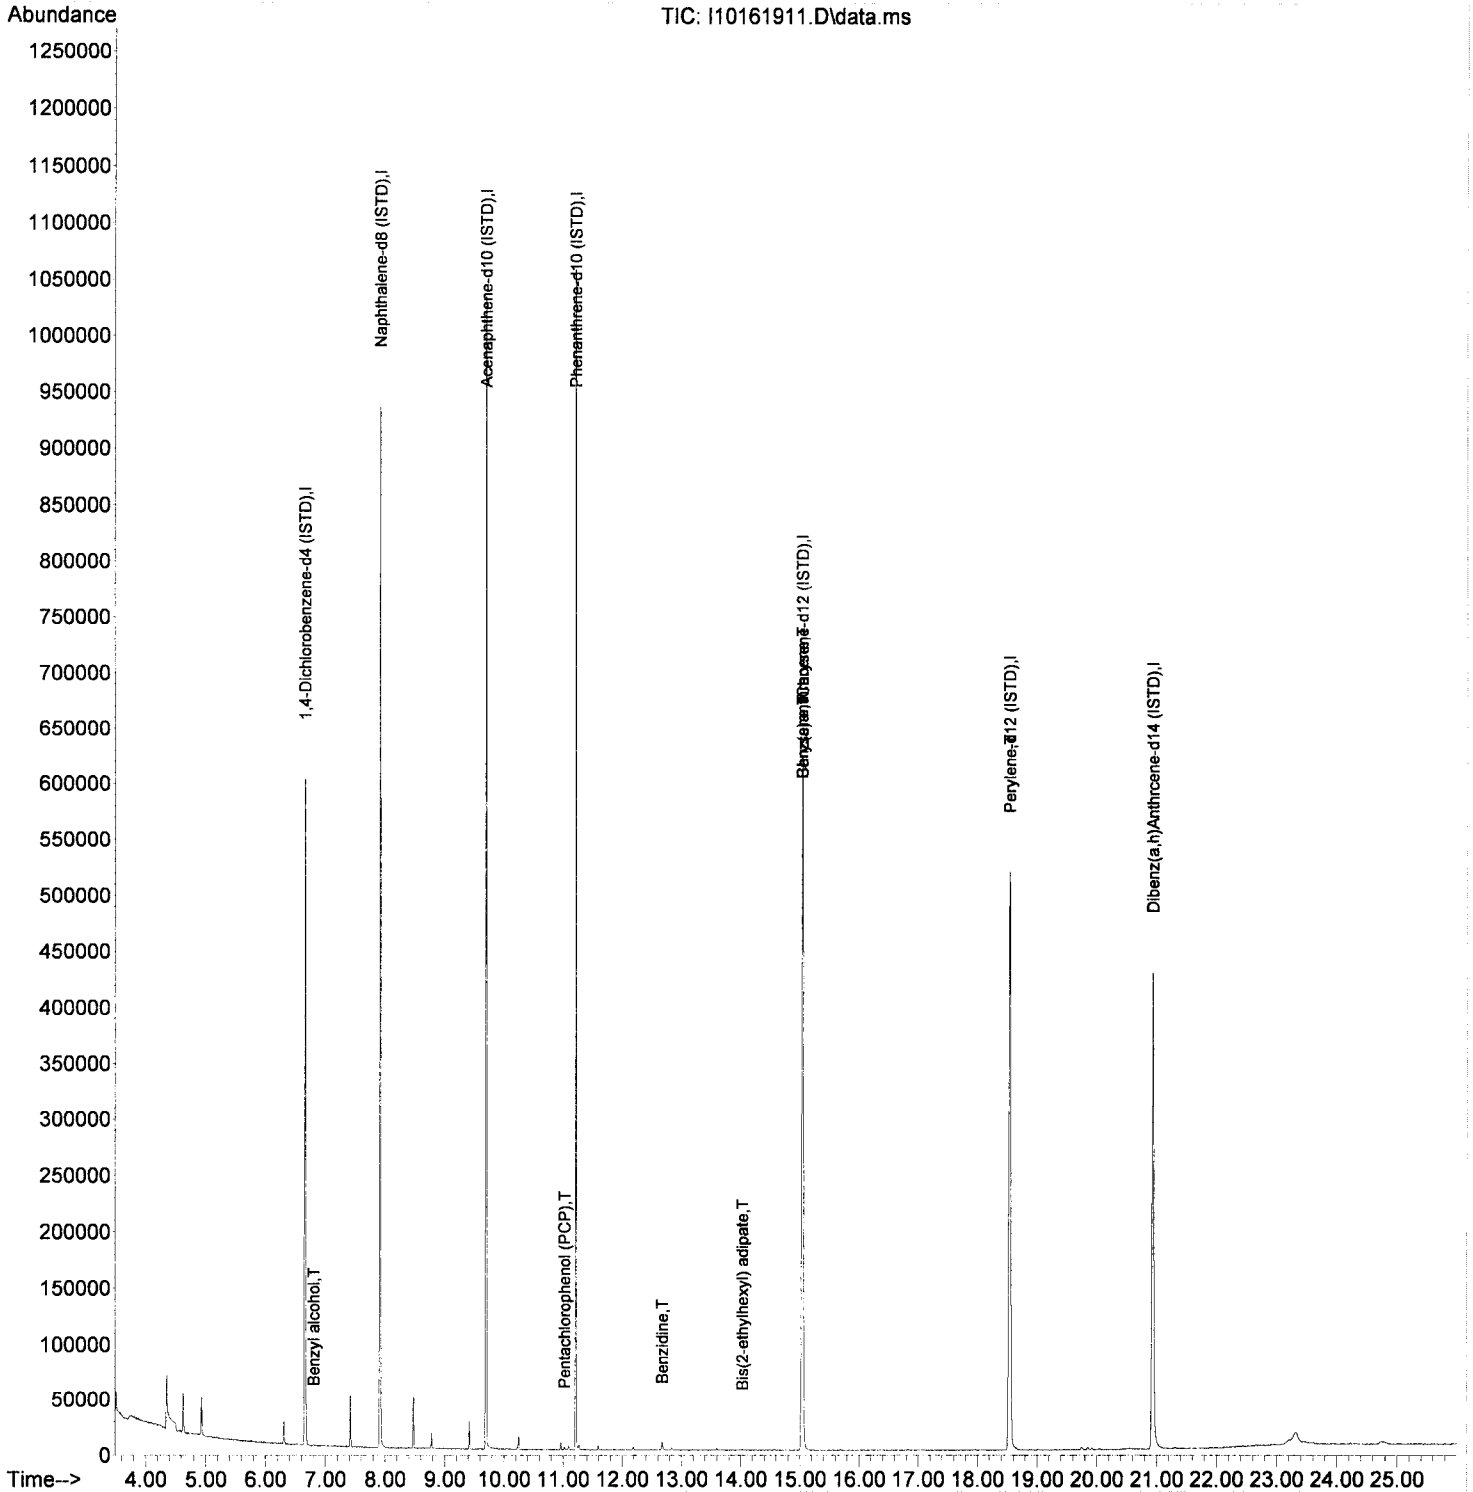 Abundance
TIC: I10161911.D\data.ms
1250000
1200000
1150000
1100000
1050000
1000000
950000
900000
850000
800000
750000
700000
650000
600000
550000
500000
450000
400000
350000
300000
250000
200000
150000
100000
50000
0
1,4-Dichlorobenzene-d4 (ISTD),I
Benzyl alcohol,T
Naphthalene-d8 (ISTD),I
Acenaphthene-d10 (ISTD),I
Pentachlorophenol (PCP),T
Phenanthrene-d10 (ISTD),I
Benzidine,T
Bis(2-ethylhexyl) adipate,T
-d12 (ISTD),I
Perylene-d12 (ISTD),I
Dibenz(a,h)Anthrcene-d14 (ISTD),I
Time--> 4.00 5.00 6.00 7.00 8.00 9.00 10.00 11.00 12.00 13.00 14.00 15.00 16.00 17.00 18.00 19.00 20.00 21.00 22.00 23.00 24.00 25.00